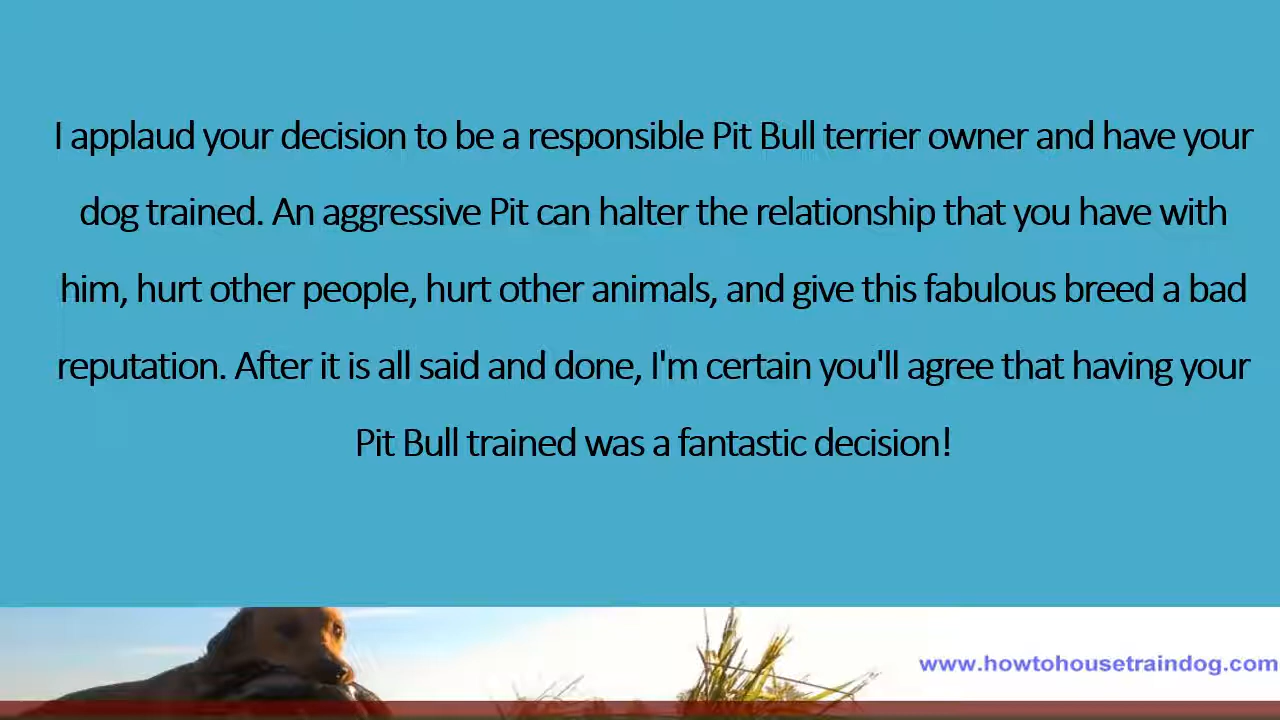 I applaud your decision to be a responsible Pit Bull terrier owner and have your
dog trained. An aggressive Pit can halter the relationship that you have with
him, hurt other people, hurt other animals, and give this fabulous breed a bad
reputation. After it is all said and done, I'm certain you'll agree that having your
Pit Bull trained was a fantastic decision!
www.howtohousetraindog.com